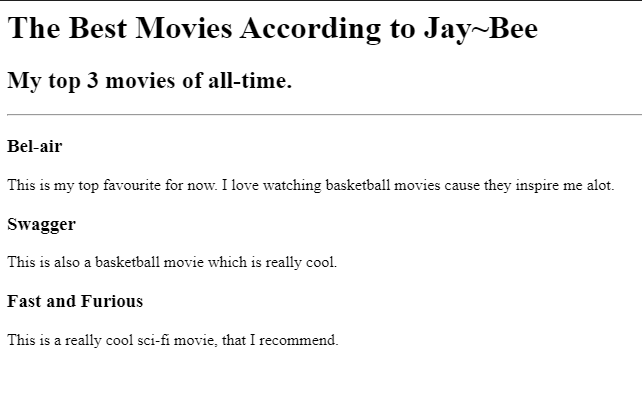 The Best Movies According to Jay~Bee
My top 3 movies of all-time.
Bel-air
This is my top favourite for now. I love watching basketball movies cause they inspire me alot.
Swagger
This is also a basketball movie which is really cool.
Fast and Furious
This is a really cool sci-fi movie, that I recommend.